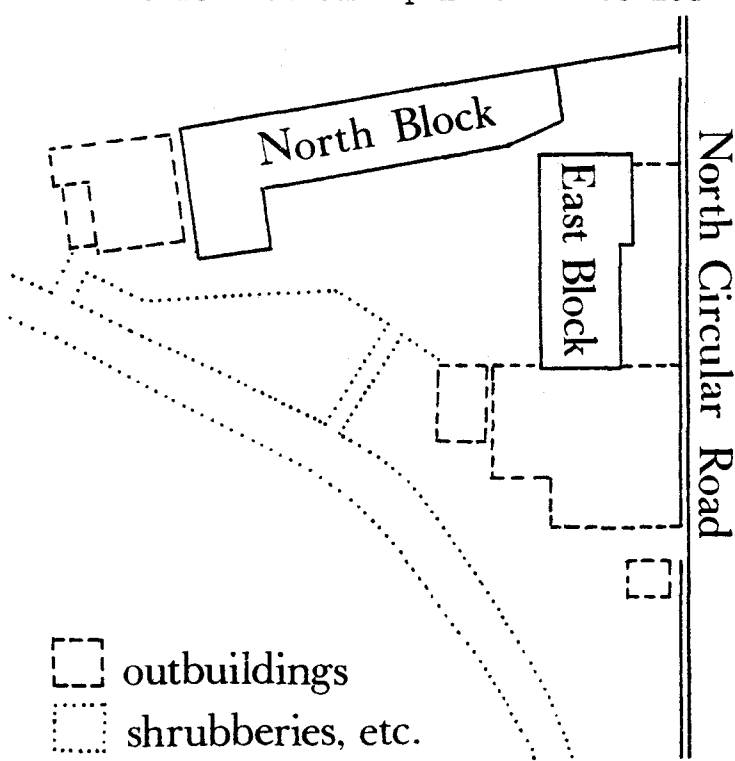 North Block
East Block
North Circular Road
outbuildings
shrubberies, etc.